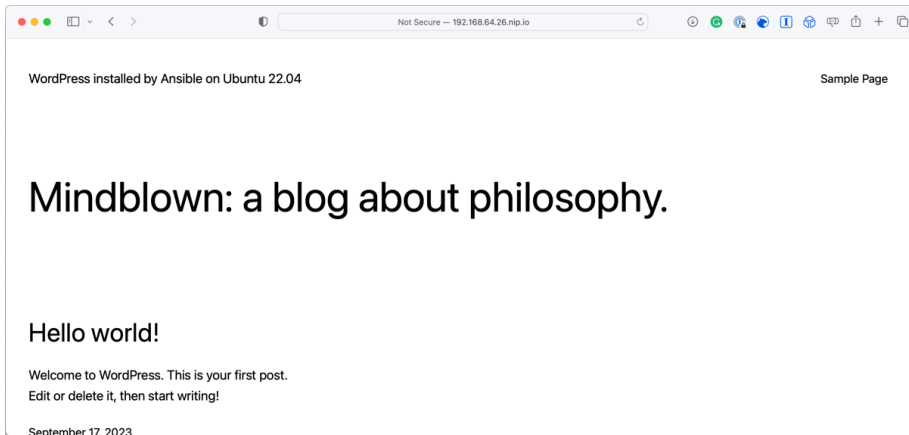 Not Secure — 192.168.64.26.nip.io
WordPress installed by Ansible on Ubuntu 22.04
Sample Page
Mindblown: a blog about philosophy.
Hello world!
Welcome to WordPress. This is your first post.
Edit or delete it, then start writing!
September 17, 2023